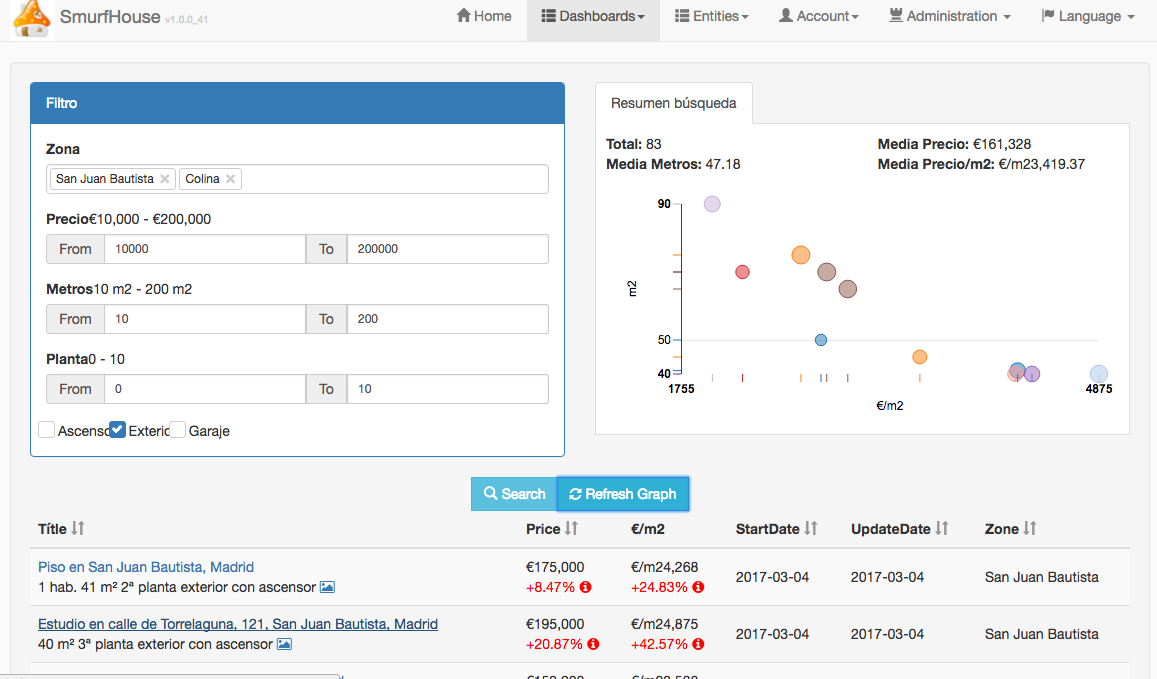 SmurfHouse v1.0.0_41
Home
Dashboards
Entities
Account
Administration
Language
Filtro
Zona
San Juan Bautista × Colina ×
Precio€10,000 - €200,000
From 10000 To 200000
Metros10 m2 - 200 m2
From 10 To 200
Planta0 - 10
From 0 To 10
Ascenso Exterio Garaje
Resumen búsqueda
Total: 83
Media Precio: €161,328
Media Metros: 47.18
Media Precio/m2: €/m23,419.37
90
m2
50
40
1755
4875
€/m2
Search Refresh Graph
Títle Price €/m2 StartDate UpdateDate Zone
Piso en San Juan Bautista, Madrid
1 hab. 41 m² 2ª planta exterior con ascensor
€175,000
+8.47%
€/m24,268
+24.83%
2017-03-04
2017-03-04
San Juan Bautista
Estudio en calle de Torrelaguna, 121, San Juan Bautista, Madrid
40 m² 3ª planta exterior con ascensor
€195,000
+20.87%
€/m24,875
+42.57%
2017-03-04
2017-03-04
San Juan Bautista